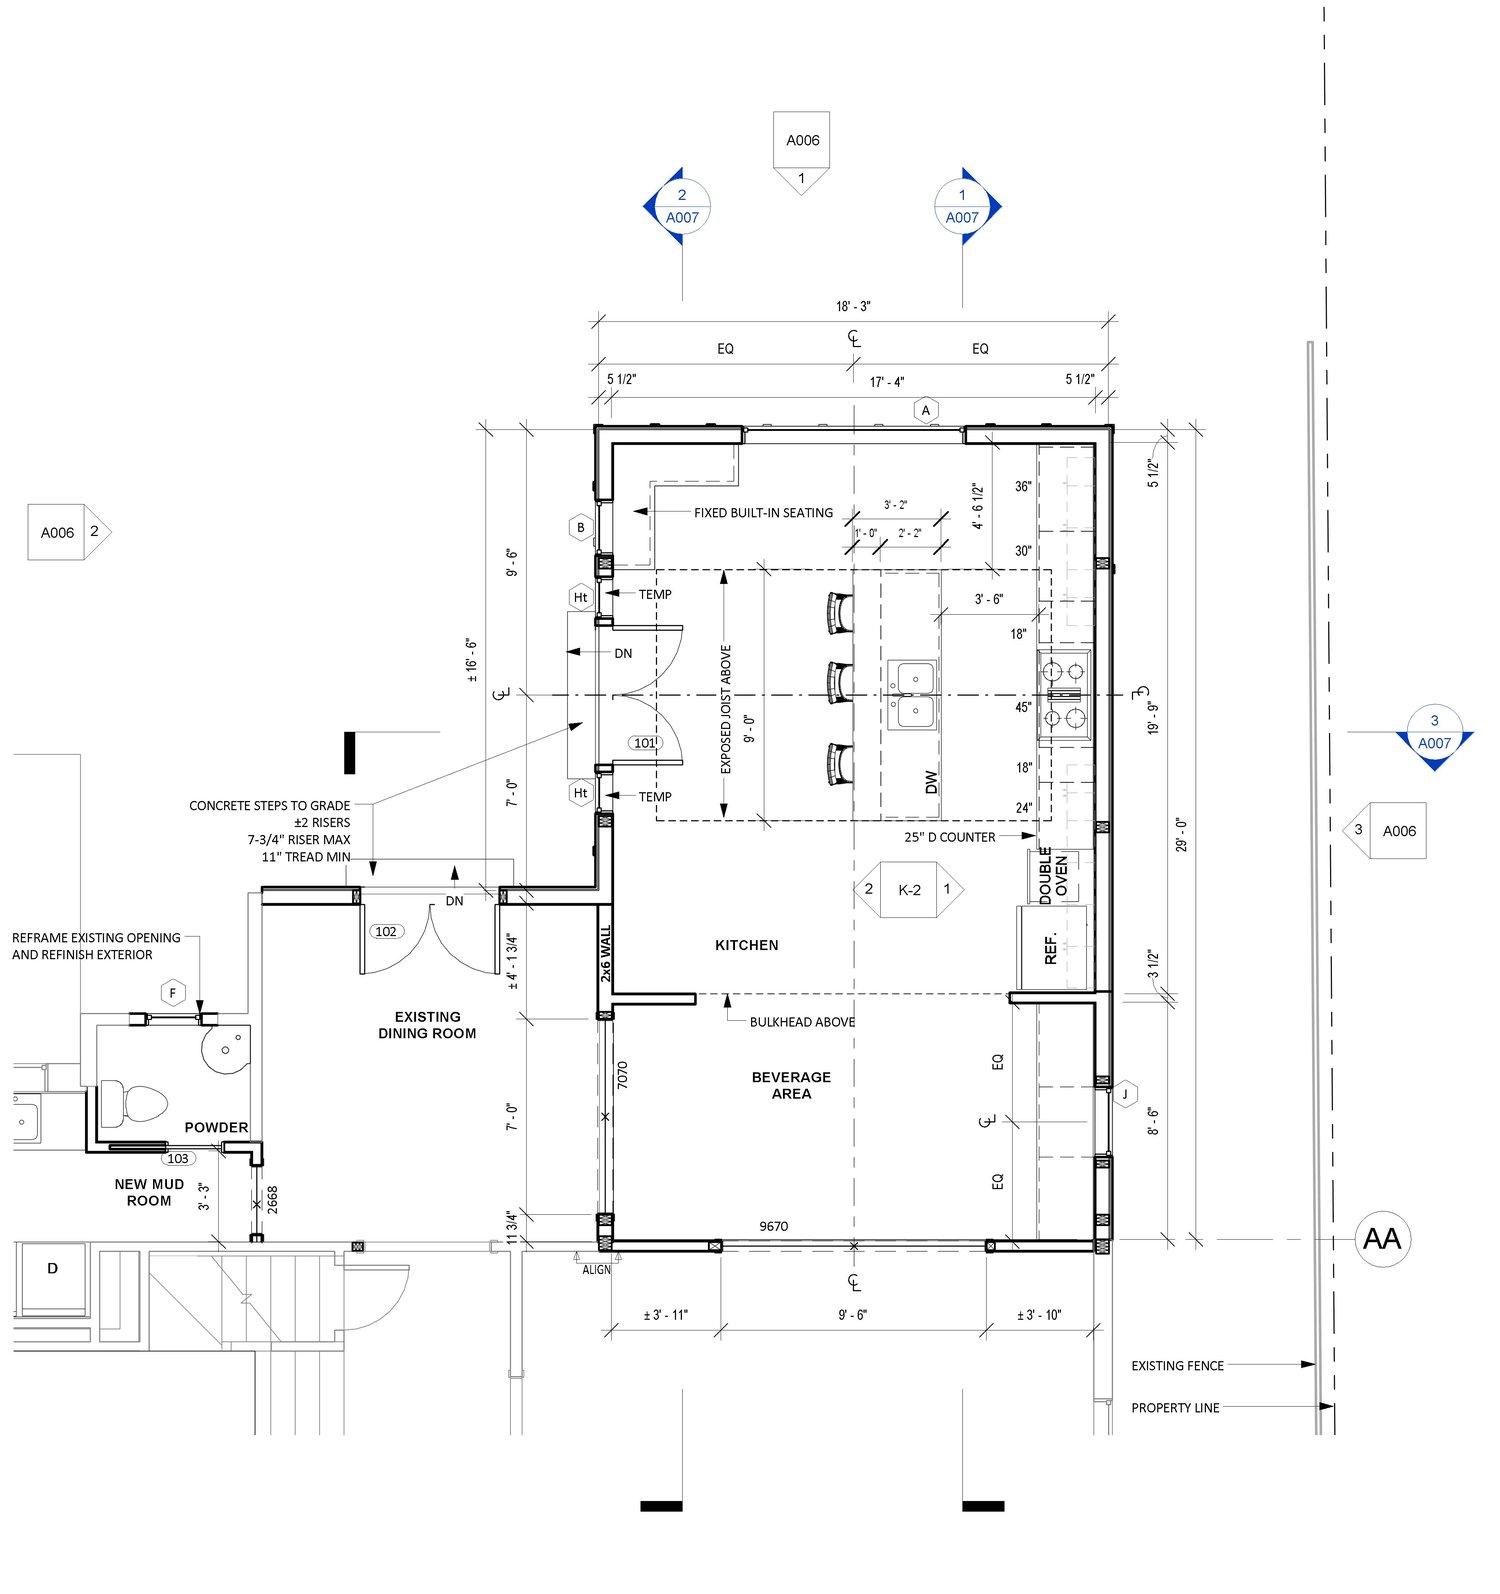 A006
1
2
A007
1
A007
18' - 3"
C
L
EQ
EQ
5 1/2"
17' - 4"
5 1/2"
A
36"
5 1/2"
4' - 6 1/2"
A006
2
B
FIXED BUILT-IN SEATING
3' - 2"
1' - 0"
2' - 2"
30"
9' - 6"
Ht
TEMP
3' - 6"
18"
DN
± 16' - 6"
EXPOSED JOIST ABOVE
9' - 0"
C
L
45"
C
L
19' - 9"
3
A007
101
18"
DW
7' - 0"
Ht
TEMP
24"
CONCRETE STEPS TO GRADE
±2 RISERS
7-3/4" RISER MAX
11" TREAD MIN
25" D COUNTER
29' - 0"
3
A006
DOUBLE
OVEN
2
K-2
1
DN
102
REFRAME EXISTING OPENING
AND REFINISH EXTERIOR
2x6 WALL
KITCHEN
REF.
± 4' - 1 3/4"
3 1/2"
F
EXISTING
DINING ROOM
BULKHEAD ABOVE
7070
BEVERAGE
AREA
EQ
J
7' - 0"
C
L
8' - 6"
POWDER
103
NEW MUD
ROOM
3' - 3"
2668
EQ
11 3/4"
9670
AA
D
ALIGN
C
L
± 3' - 11"
9' - 6"
± 3' - 10"
EXISTING FENCE
PROPERTY LINE